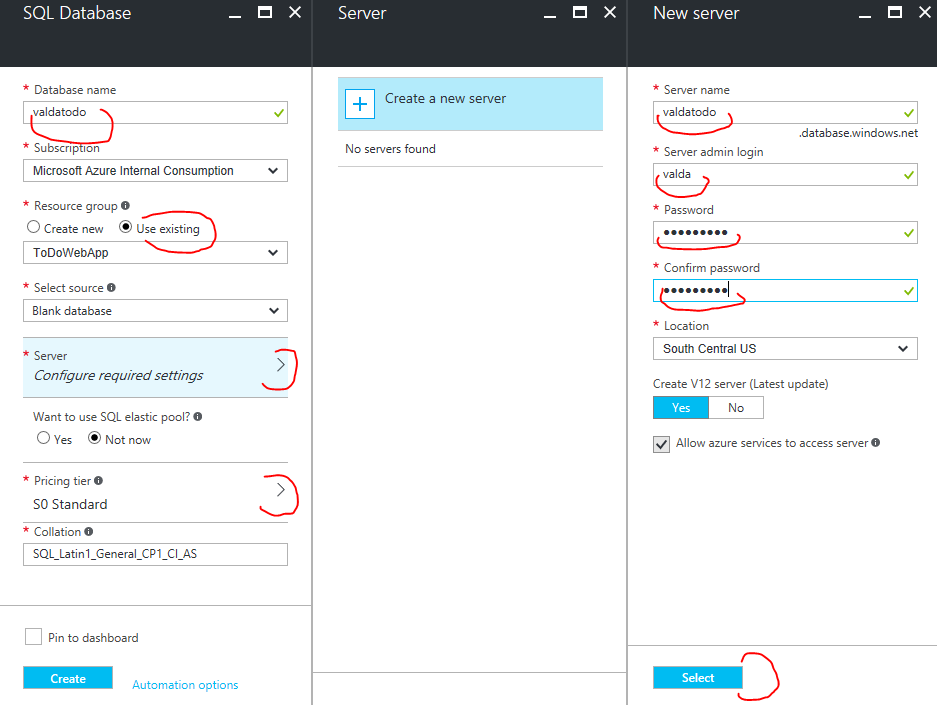 SQL Database
* Database name
valdatodo
* Subscription
Microsoft Azure Internal Consumption
* Resource group
Create new Use existing
ToDoWebApp
* Select source
Blank database
* Server
Configure required settings
Want to use SQL elastic pool?
Yes Not now
* Pricing tier
S0 Standard
* Collation
SQL_Latin1_General_CP1_CI_AS
Pin to dashboard
Create Automation options
Server
Create a new server
No servers found
New server
* Server name
valdatodo
.database.windows.net
* Server admin login
valda
* Password
•••••••••
* Confirm password
•••••••••
* Location
South Central US
Create V12 server (Latest update)
Yes No
Allow azure services to access server
Select